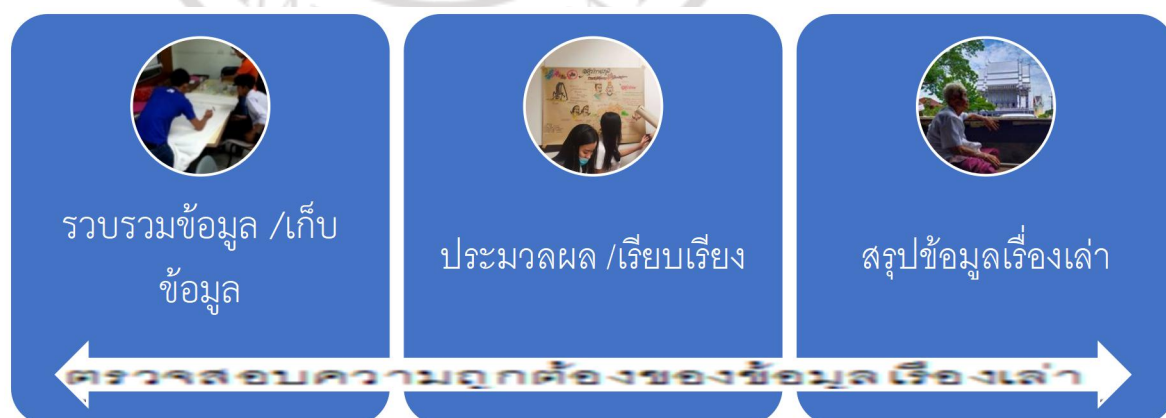 รวบรวมข้อมูล /เก็บ
ข้อมูล
ประมวลผล /เรียบเรียง
สรุปข้อมูลเรื่องเล่า
ตรวจสอบความถูกต้องของข้อมูลเรื่องเล่า